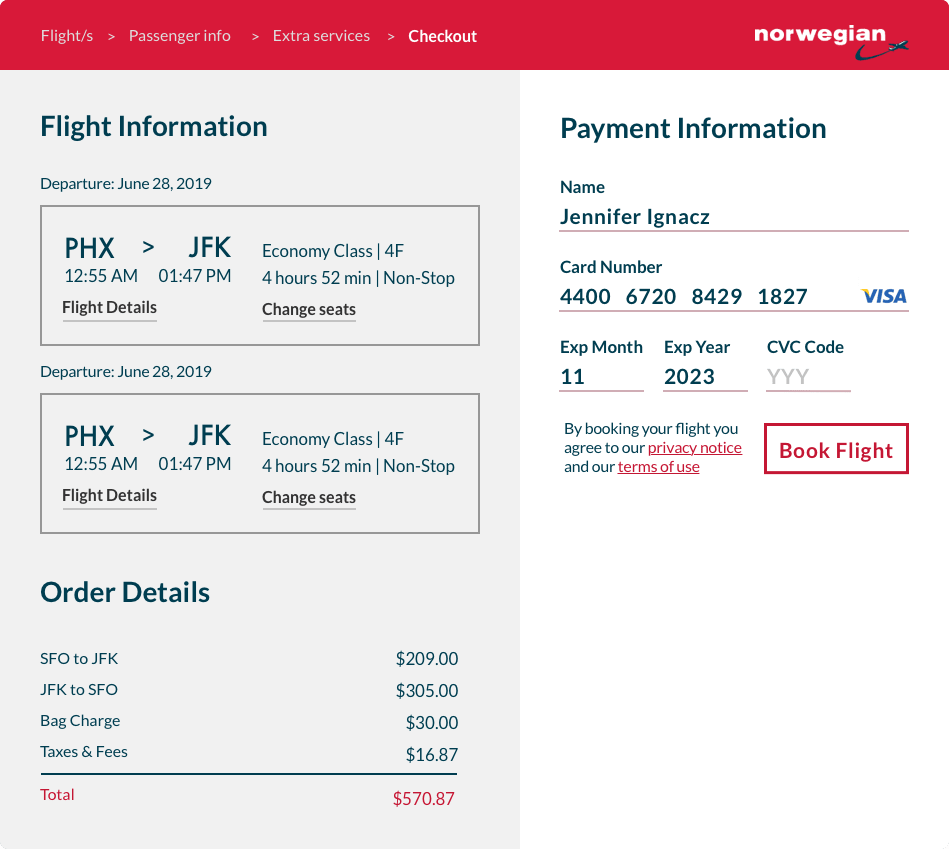 Flight/s > Passenger info > Extra services > Checkout
norwegian
Flight Information
Departure: June 28, 2019
PHX > JFK
12:55 AM 01:47 PM
Flight Details
Economy Class | 4F
4 hours 52 min | Non-Stop
Change seats
Departure: June 28, 2019
PHX > JFK
12:55 AM 01:47 PM
Flight Details
Economy Class | 4F
4 hours 52 min | Non-Stop
Change seats
Order Details
SFO to JFK $209.00
JFK to SFO $305.00
Bag Charge $30.00
Taxes & Fees $16.87
Total $570.87
Payment Information
Name
Jennifer Ignacz
Card Number
4400 6720 8429 1827 VISA
Exp Month Exp Year CVC Code
11 2023 YYY
By booking your flight you
agree to our privacy notice
and our terms of use
Book Flight